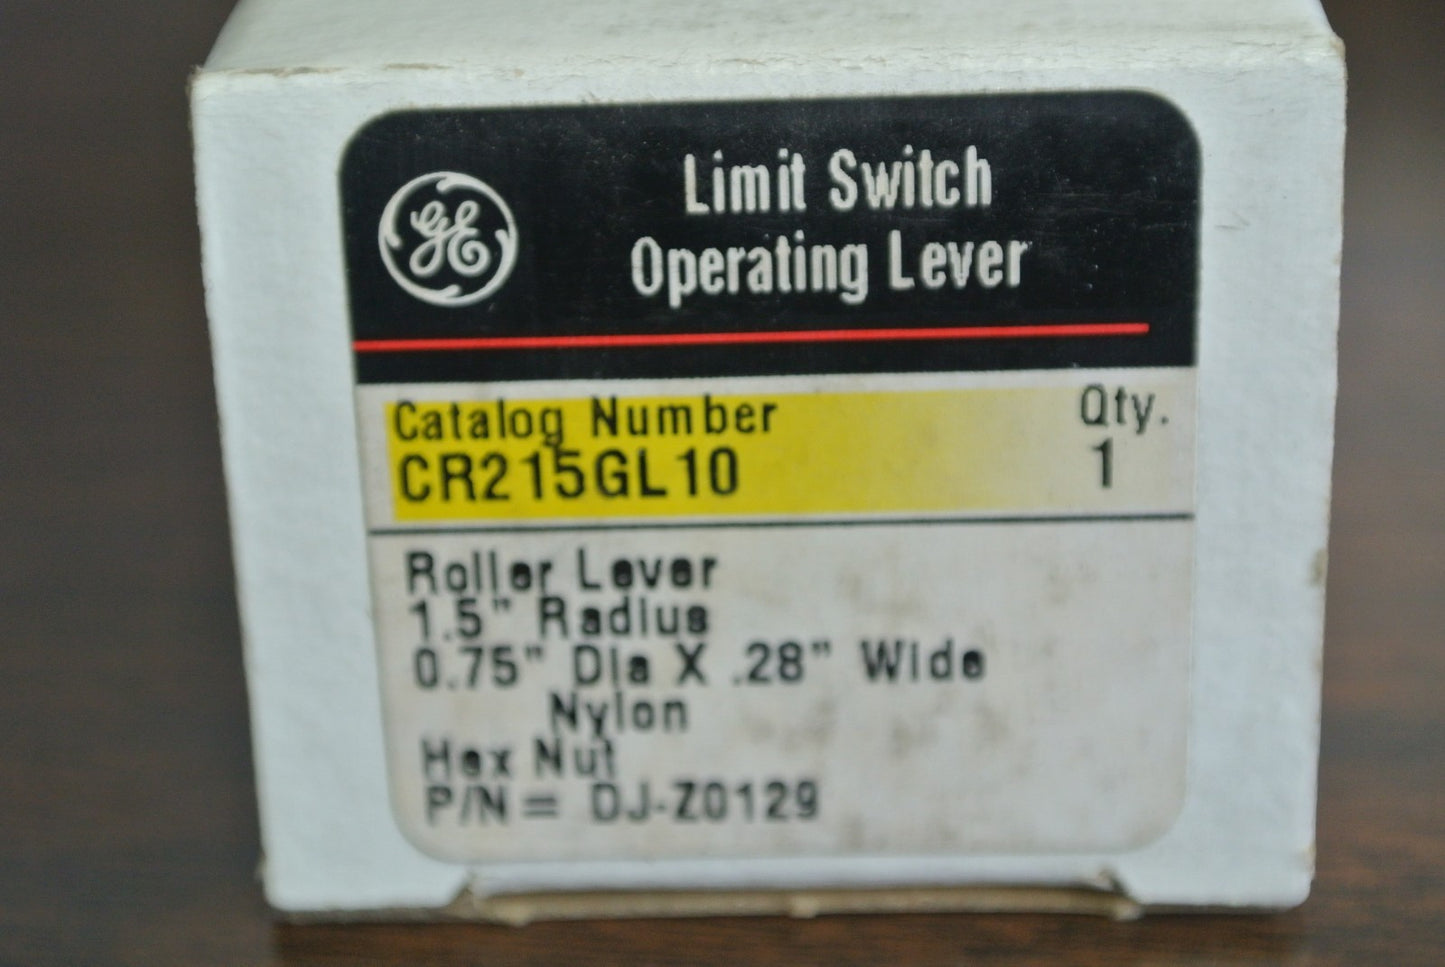 GE
Limit Switch
Operating Lever
Catalog Number Qty.
CR215GL10 1
Roller Lever
1.5" Radius
0.75" Dia X .28" Wide
Nylon
Hex Nut
P/N= DJ-Z0129